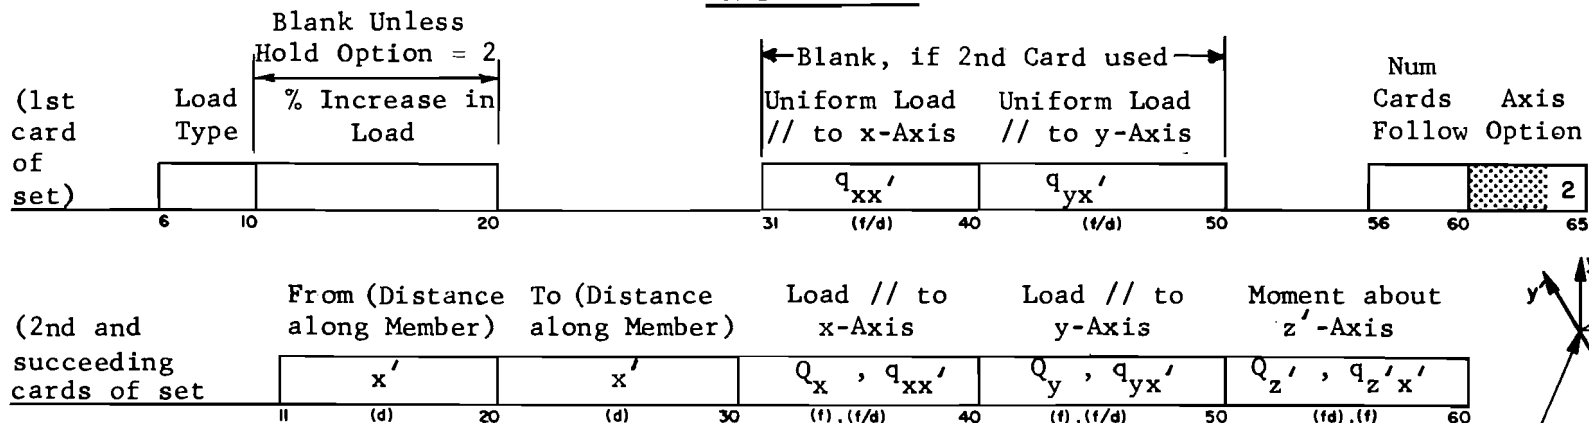 Blank Unless
Hold Option = 2
Blank, if 2nd Card used
Num
(1st Load % Increase in Uniform Load Uniform Load Cards Axis
card Type Load // to x-Axis // to y-Axis Follow Option
of
set) q_xx′ q_yx′ 2
6 10 20 31 (f/d) 40 (f/d) 50 56 60 65
From (Distance To (Distance Load // to Load // to Moment about
(2nd and along Member) along Member) x-Axis y-Axis z′-Axis y′
succeeding x′ x′ Q_x , q_xx′ Q_y , q_yx′ Q_z′ , q_z′x′
cards of set
11 (d) 20 (d) 30 (f),(f/d) 40 (f),(f/d) 50 (fd),(f) 60